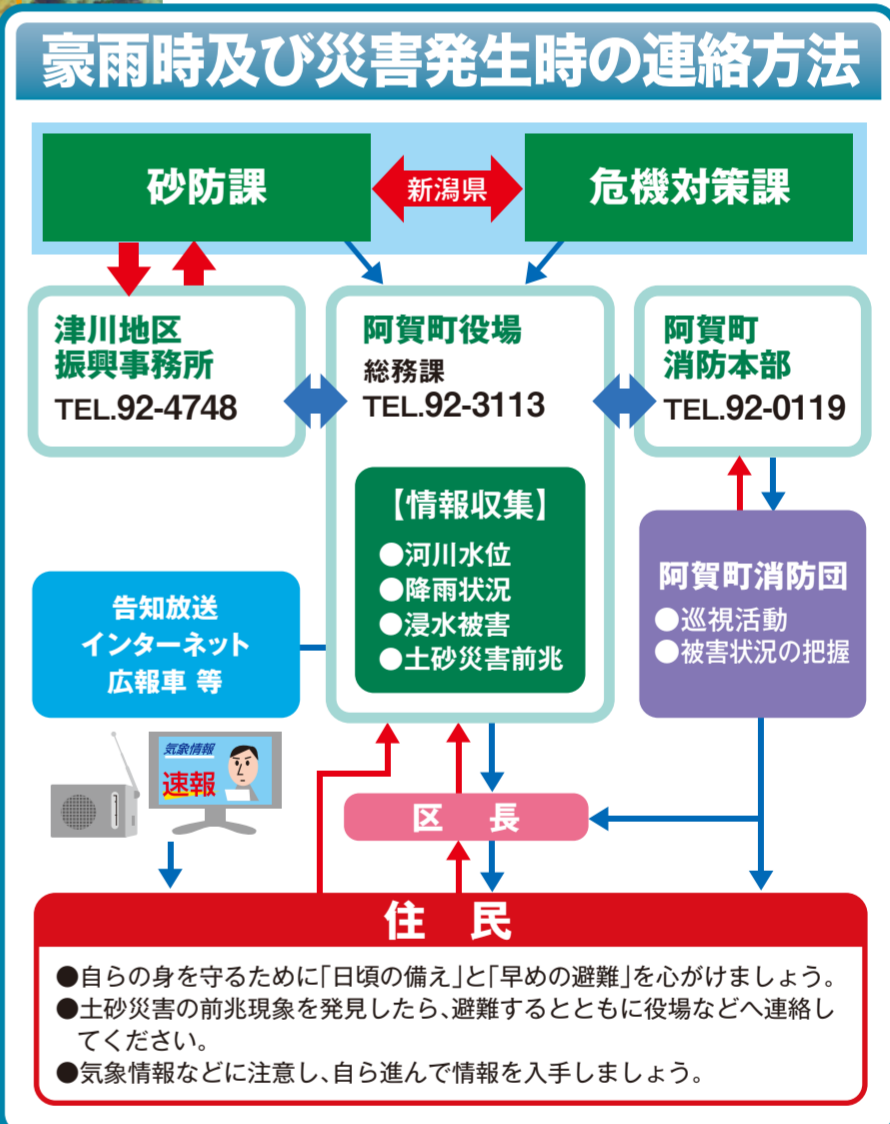 豪雨時及び災害発生時の連絡方法
砂防課
新潟県
危機対策課
津川地区
振興事務所
TEL.92-4748
阿賀町役場
総務課
TEL.92-3113
阿賀町
消防本部
TEL.92-0119
【情報収集】
●河川水位
●降雨状況
●浸水被害
●土砂災害前兆
阿賀町消防団
●巡視活動
●被害状況の把握
告知放送
インターネット
広報車 等
気象情報
速報
区 長
住 民
●自らの身を守るために「日頃の備え」と「早めの避難」を心がけましょう。
●土砂災害の前兆現象を発見したら、避難するとともに役場などへ連絡し
てください。
●気象情報などに注意し、自ら進んで情報を入手しましょう。